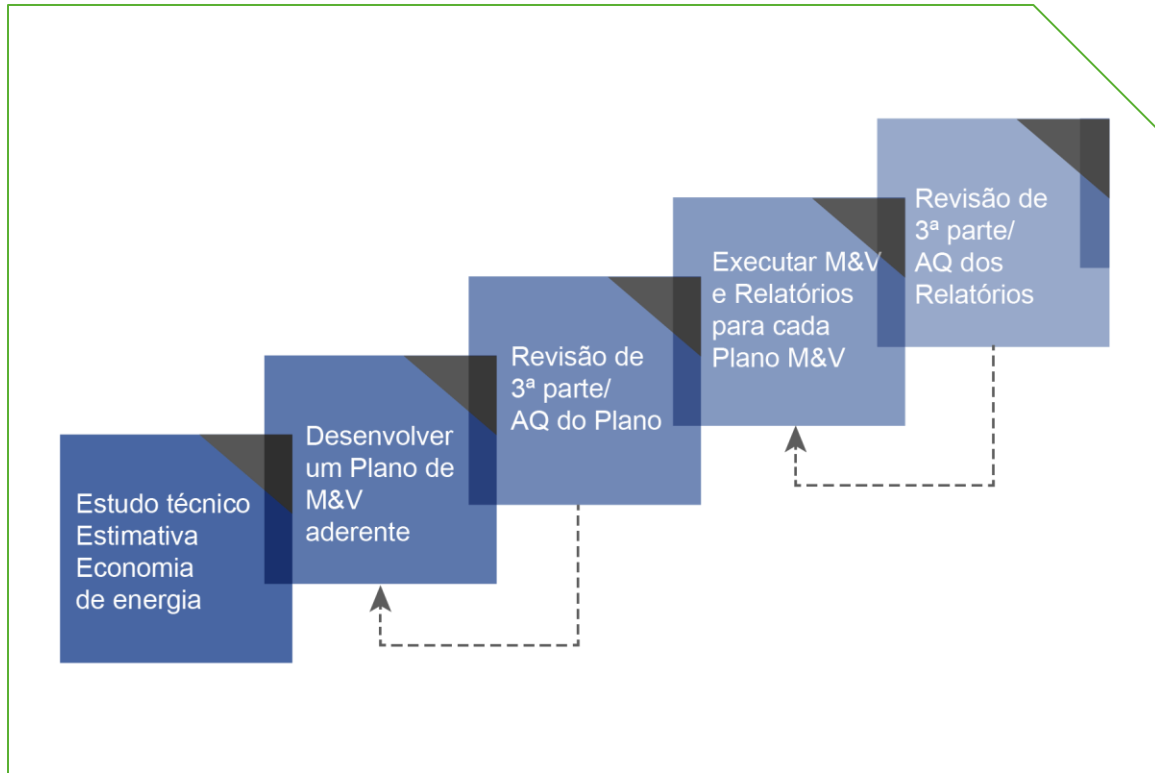 Estudo técnico
Estimativa
Economia
de energia
Desenvolver
um Plano de
M&V
aderente
Revisão de
3ª parte/
AQ do Plano
Executar M&V
e Relatórios
para cada
Plano M&V
Revisão de
3ª parte/
AQ dos
Relatórios